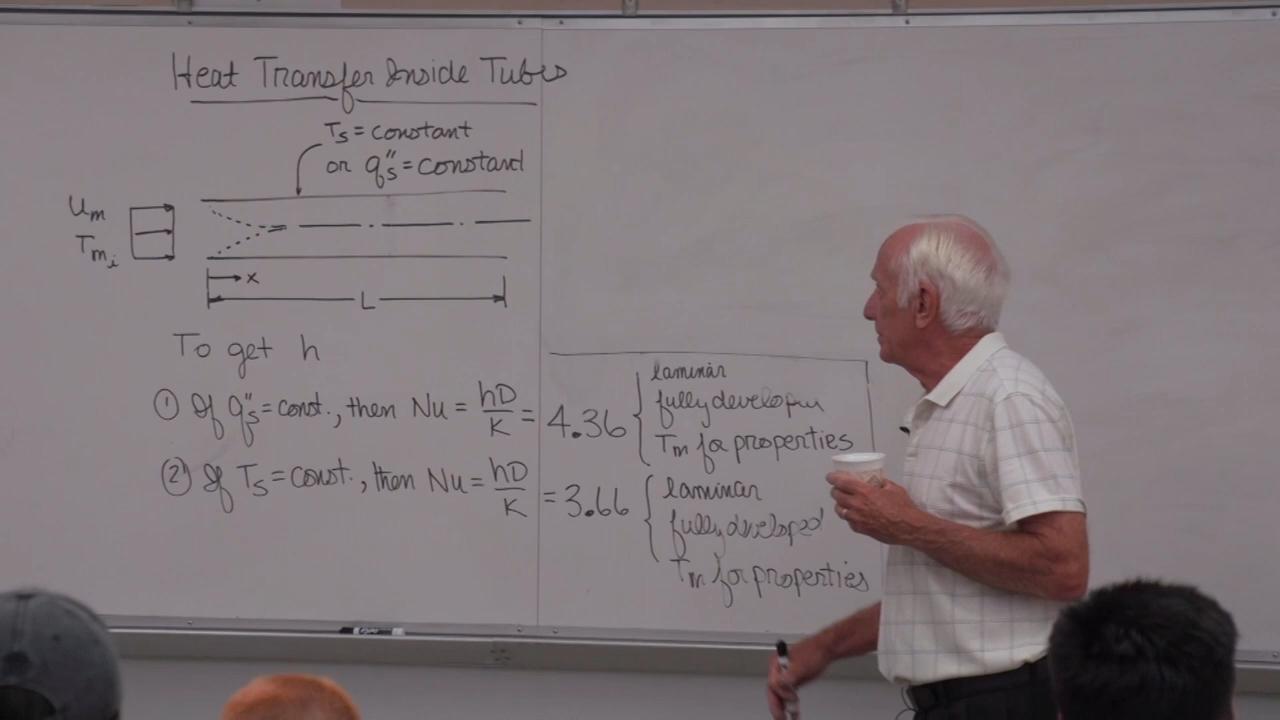 Heat Transfer Inside Tubes
Ts = constant
or q"s = constant
Um
Tmi
x
L
To get h
① If q"s = const., then Nu = hD/K = 4.36 { laminar
fully developed
Tm for properties
② If Ts = const., then Nu = hD/K = 3.66 { laminar
fully developed
Tm for properties